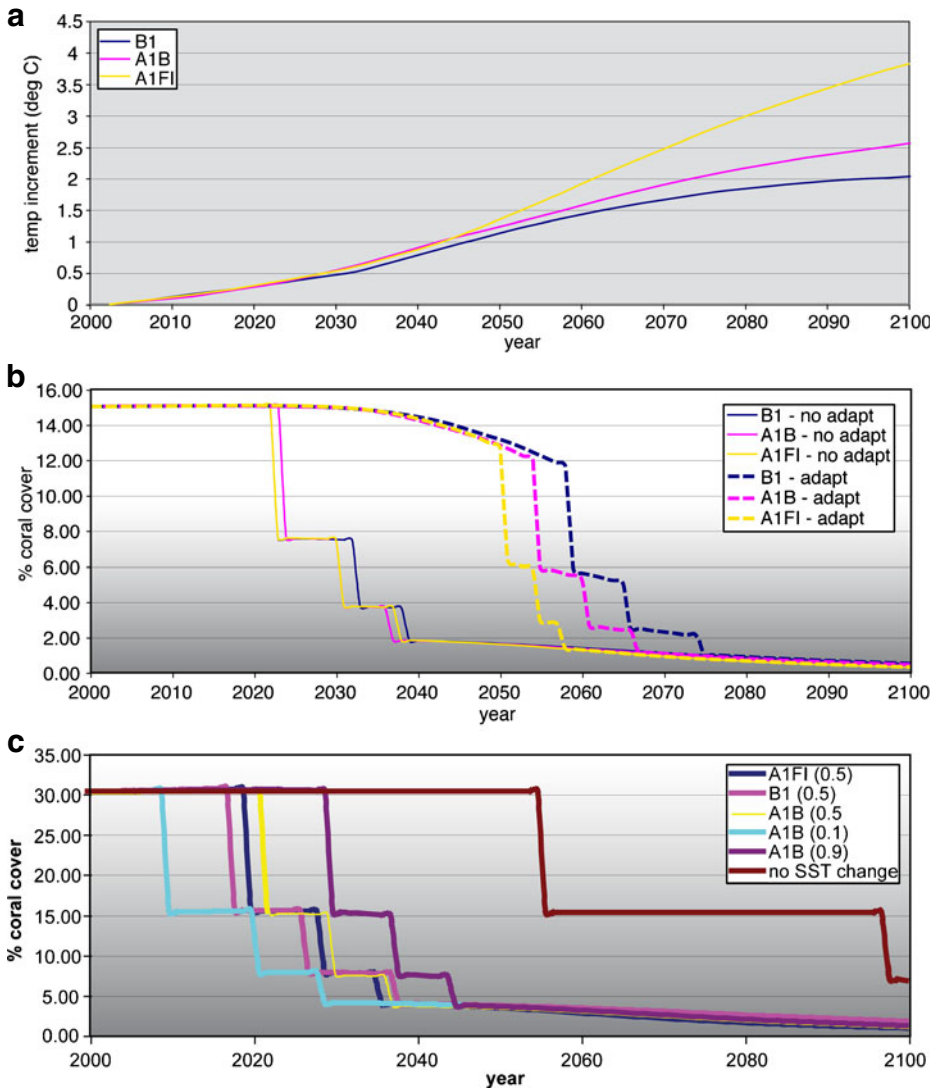 a
4.5
4
3.5
3
2.5
2
1.5
1
0.5
0
temp increment (deg C)
B1
A1B
A1FI
2000 2010 2020 2030 2040 2050 2060 2070 2080 2090 2100
year
b
16.00
14.00
12.00
10.00
8.00
6.00
4.00
2.00
0.00
% coral cover
B1 - no adapt
A1B - no adapt
A1FI - no adapt
B1 - adapt
A1B - adapt
A1FI - adapt
2000 2010 2020 2030 2040 2050 2060 2070 2080 2090 2100
year
c
35.00
30.00
25.00
20.00
15.00
10.00
5.00
0.00
% coral cover
A1FI (0.5)
B1 (0.5)
A1B (0.5
A1B (0.1)
A1B (0.9)
no SST change
2000 2020 2040 2060 2080 2100
year